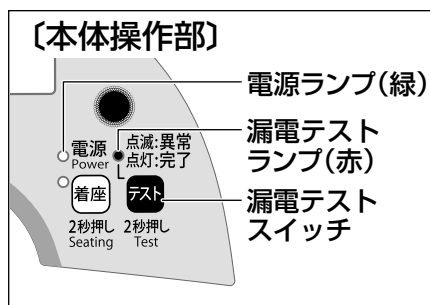 〔本体操作部〕
電源ランプ(緑)
漏電テスト
ランプ(赤)
漏電テスト
スイッチ
電源
Power
点滅:異常
点灯:完了
着座
テスト
2秒押し
Seating
2秒押し
Test